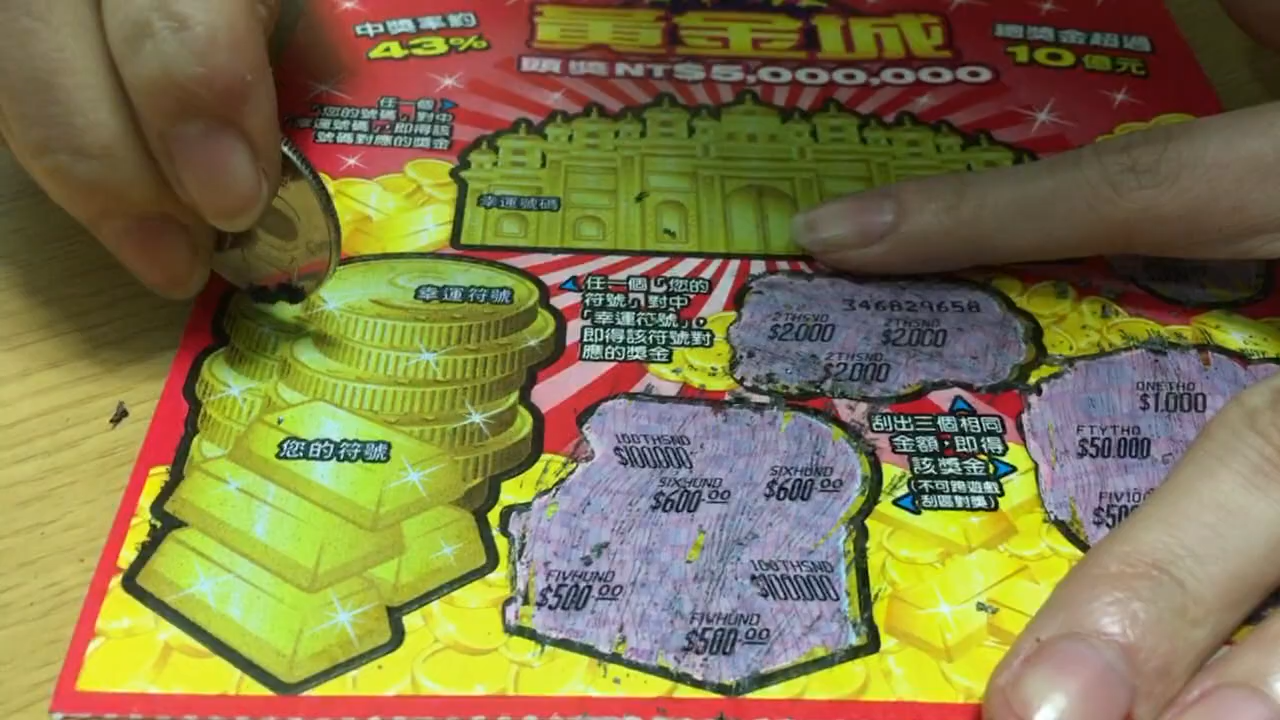 中獎率約
43%
黃金城
頭獎NT$5,000,000
總獎金超過
10億元
任一個
「您的號碼」對中
「幸運號碼」，即得該
號碼對應的獎金
幸運號碼
幸運符號
任一個「您的
符號」對中
「幸運符號」，
即得該符號對
應的獎金
您的符號
346829658
2THSND
$2,000
2THSND
$2,000
2THSND
$2,000
刮出三個相同
金額，即得
該獎金
(不可跨遊戲
刮區對獎)
100THSND
$100,000
SIXHUND
$600.00
SIXHUND
$600.00
FIVHUND
$500.00
100THSND
$100,000
FIVHUND
$500.00
ONETHO
$1,000
FTYTHO
$50,000